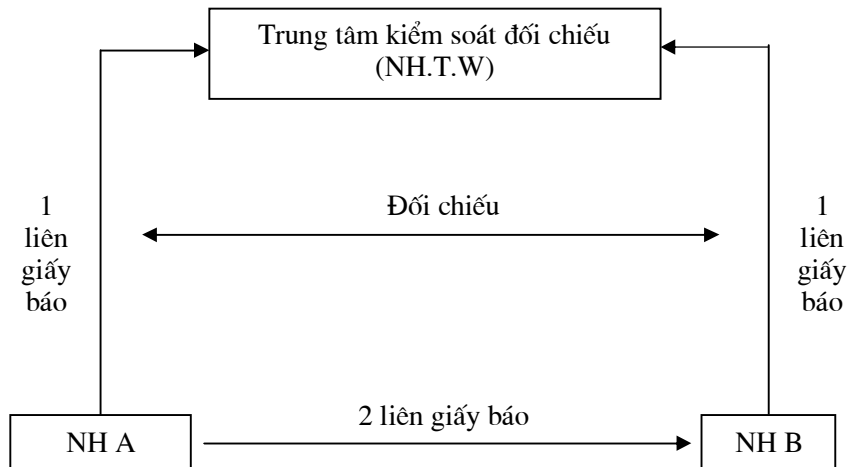 Trung tâm kiểm soát đối chiếu
(NH.T.W)
1
liên
giấy
báo
Đối chiếu
1
liên
giấy
báo
2 liên giấy báo
NH A
NH B